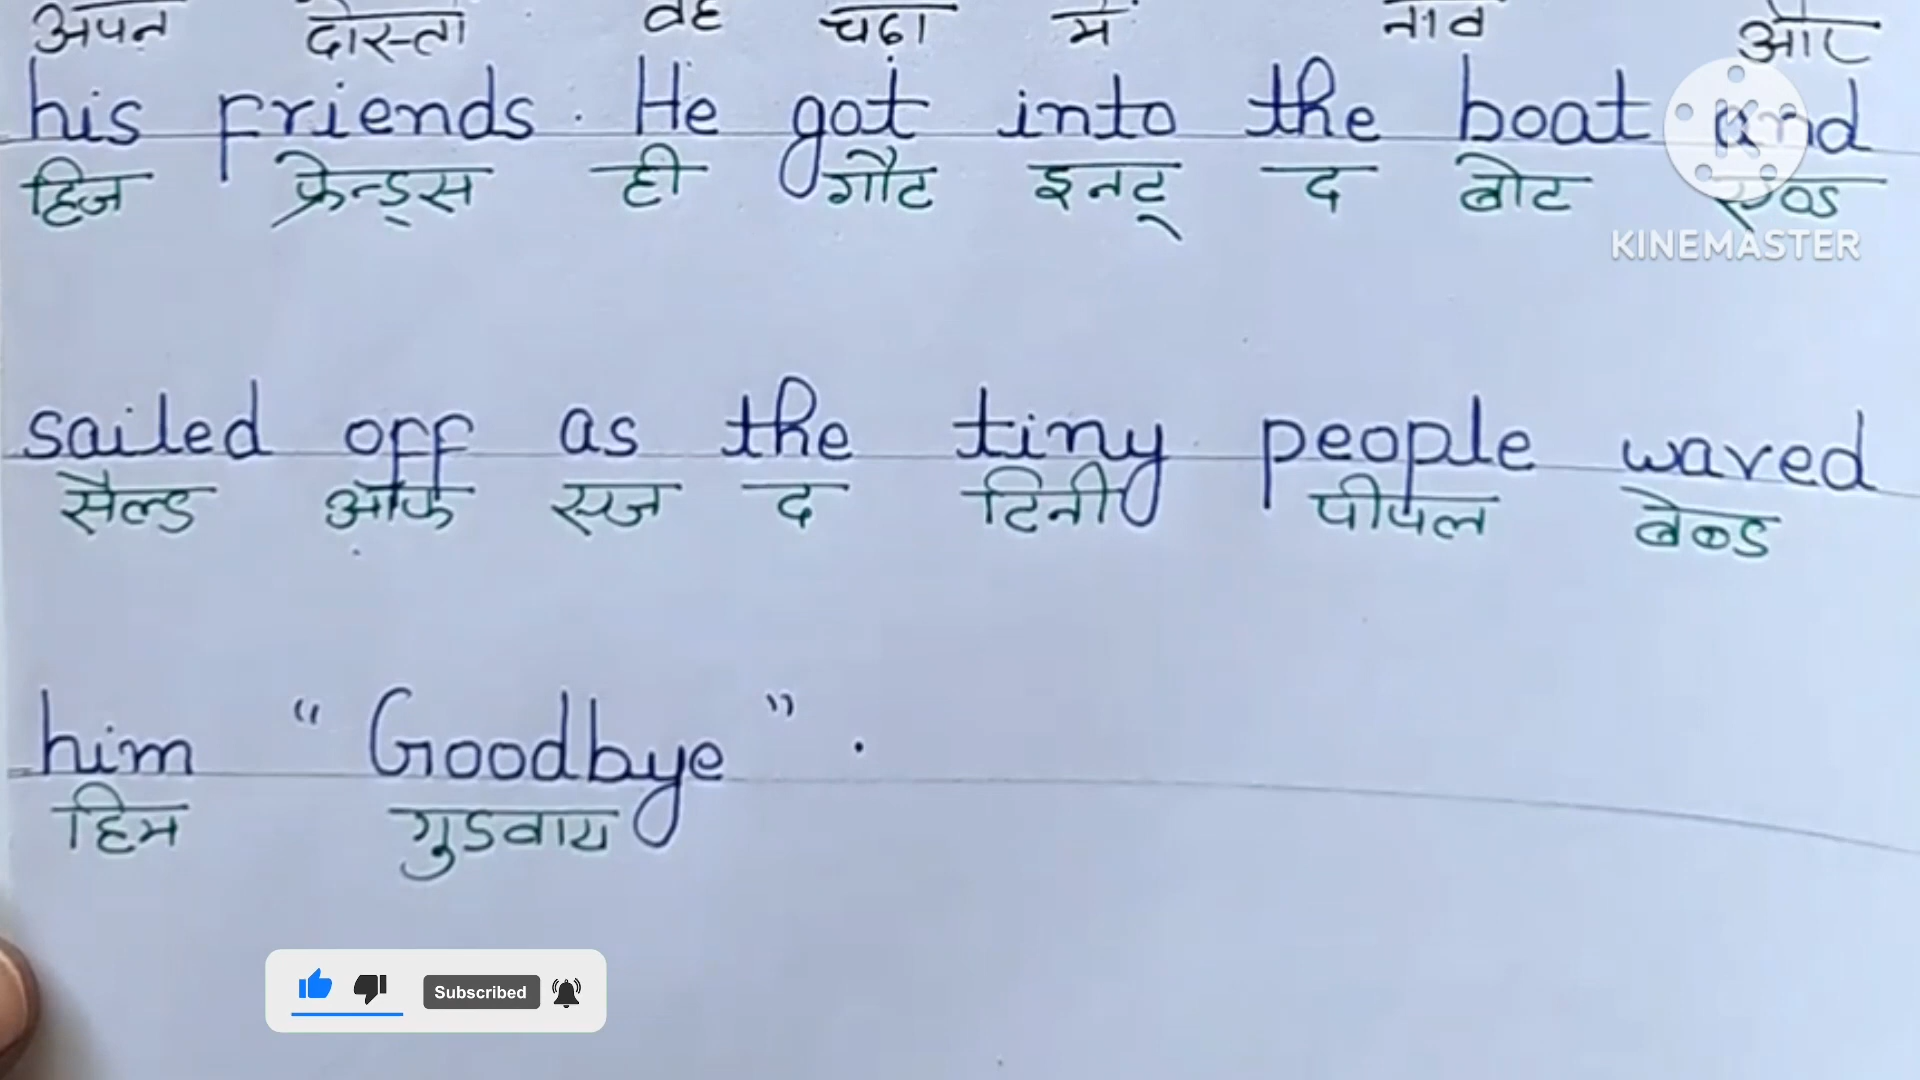 अपने दोस्तों वह चढ़ा में नाव और
his friends. He got into the boat and
हिज फ्रेन्ड्स ही गौट इनटू द बोट एण्ड
KINEMASTER
sailed off as the tiny people waved
सैल्ड ऑफ एज द टिनी पीपल वेव्ड
him "Goodbye".
हिम गुडवाय
Subscribed